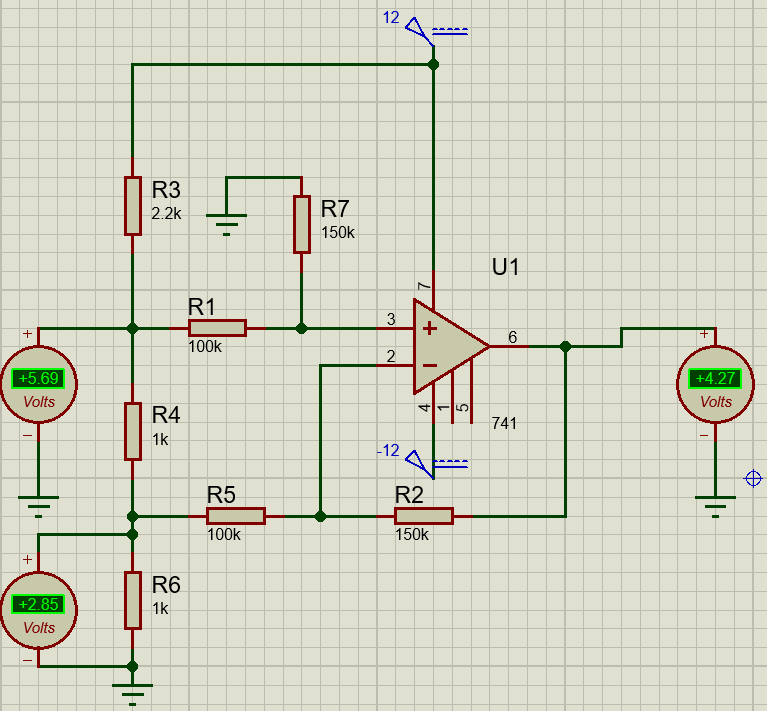 12
R3
2.2k
R7
150k
U1
7
R1
100k
3
6
2
+
+5.69
Volts
−
+
+4.27
Volts
−
R4
1k
4
1
5
741
-12
R5
100k
R2
150k
+
+2.85
Volts
−
R6
1k